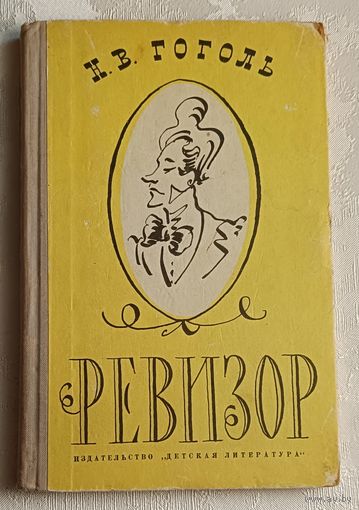 Н. В. ГОГОЛЬ
РЕВИЗОР
ИЗДАТЕЛЬСТВО „ДЕТСКАЯ ЛИТЕРАТУРА“